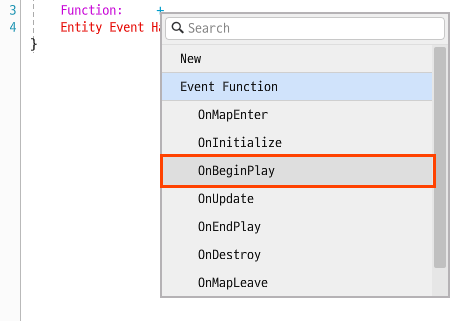 3 Function: +
Search
4 Entity Event Ha
}
New
Event Function
OnMapEnter
OnInitialize
OnBeginPlay
OnUpdate
OnEndPlay
OnDestroy
OnMapLeave